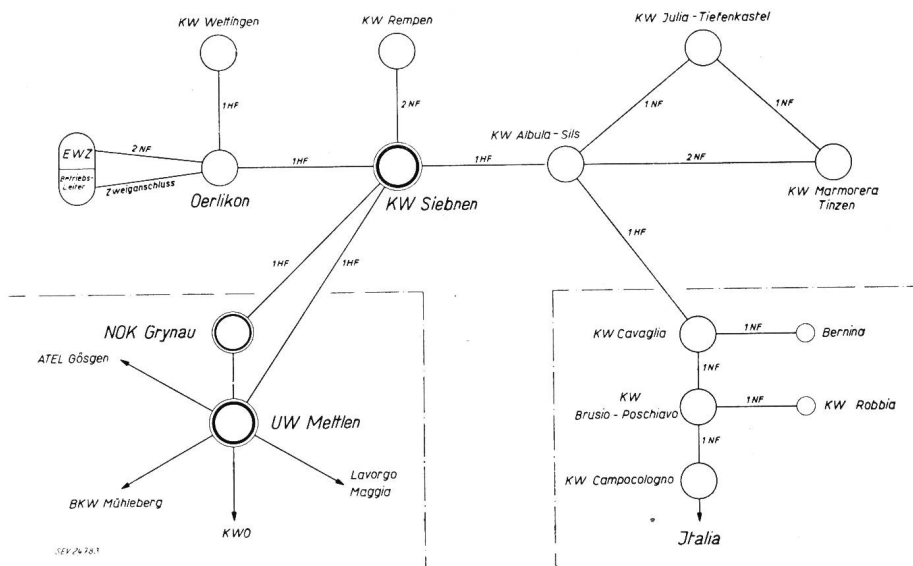 KW Wettingen
KW Rempen
KW Julia - Tiefenkastel
1 HF
2 NF
1 NF
1 NF
KW Albula - Sils
EWZ
Betriebs-
Leiter
2 NF
Zweiganschluss
1 HF
1 HF
2 NF
Oerlikon
KW Siebnen
KW Marmorera
Tinzen
1 HF
1 HF
1 HF
NOK Grynau
ATEL Gösgen
UW Mettlen
BKW Mühleberg
KWO
Lavorgo
Maggia
KW Cavaglia
1 NF
Bernina
1 NF
KW
Brusio - Poschiavo
1 NF
KW Robbia
1 NF
KW Campocologno
Italia
SEV 24783